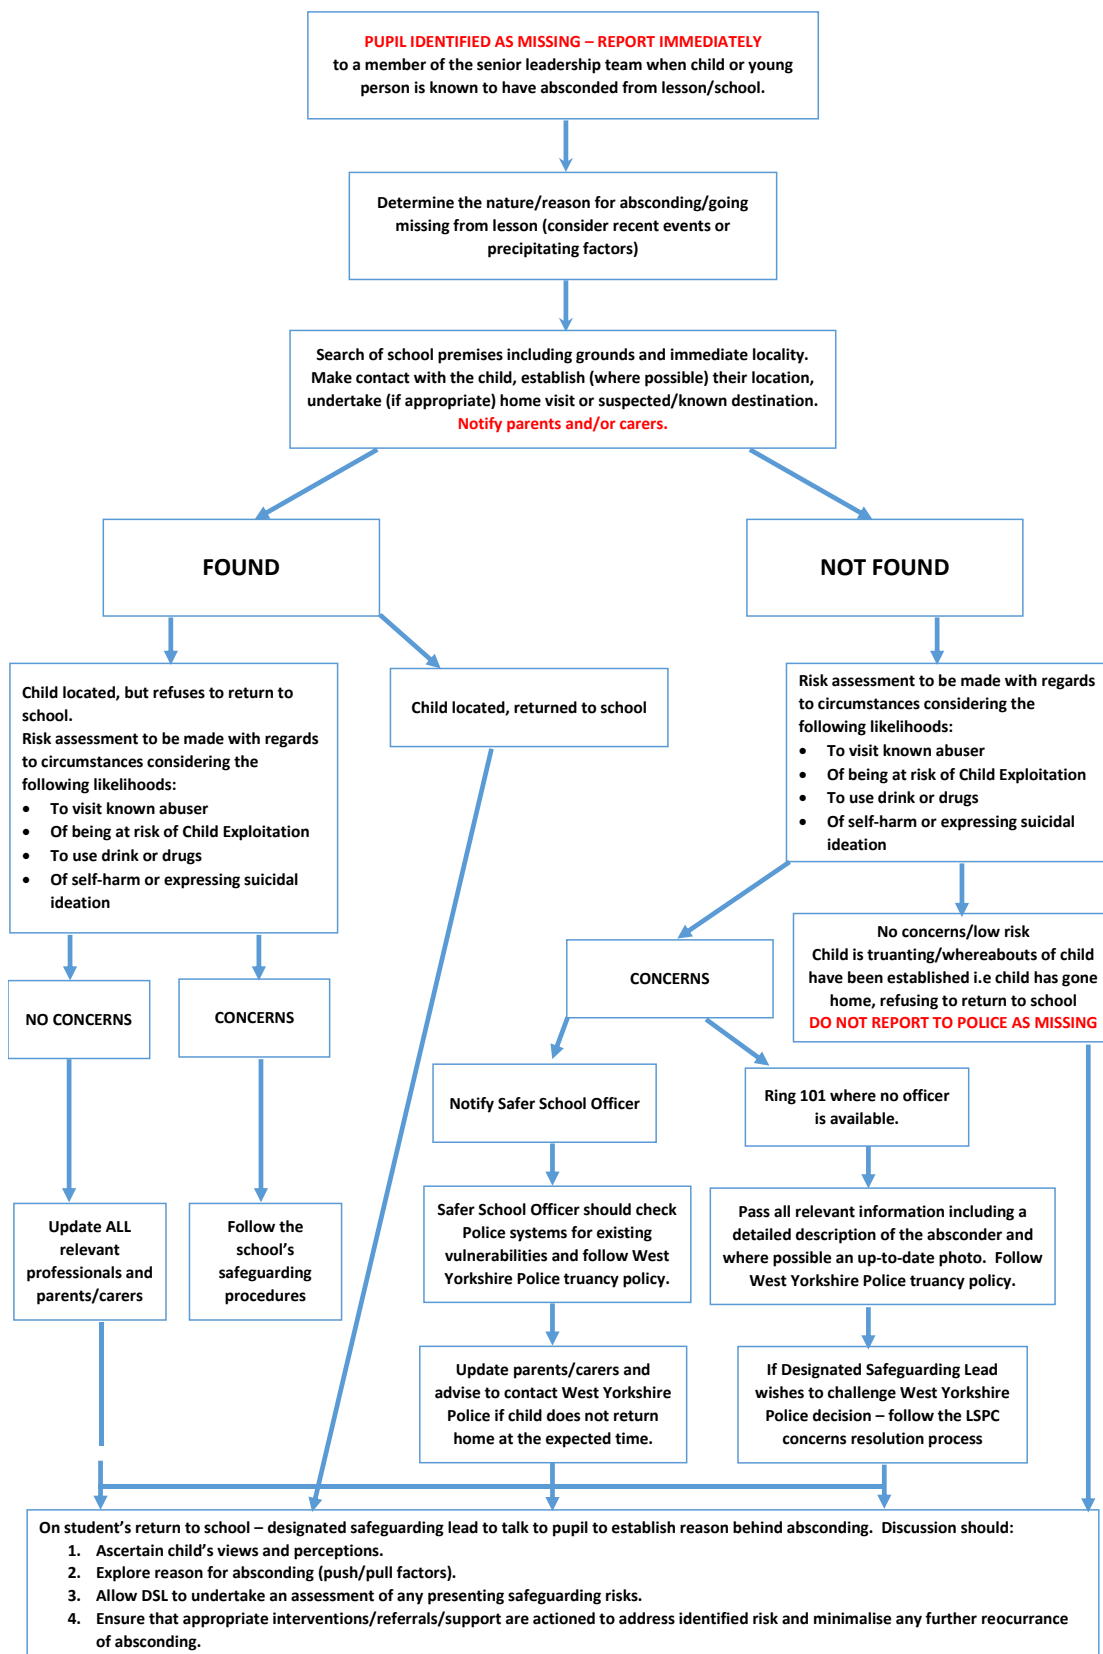 PUPIL IDENTIFIED AS MISSING – REPORT IMMEDIATELY
to a member of the senior leadership team when child or young
person is known to have absconded from lesson/school.
Determine the nature/reason for absconding/going
missing from lesson (consider recent events or
precipitating factors)
Search of school premises including grounds and immediate locality.
Make contact with the child, establish (where possible) their location,
undertake (if appropriate) home visit or suspected/known destination.
Notify parents and/or carers.
FOUND
NOT FOUND
Child located, but refuses to return to
school.
Risk assessment to be made with regards
to circumstances considering the
following likelihoods:
• To visit known abuser
• Of being at risk of Child Exploitation
• To use drink or drugs
• Of self-harm or expressing suicidal
ideation
Child located, returned to school
Risk assessment to be made with regards
to circumstances considering the
following likelihoods:
• To visit known abuser
• Of being at risk of Child Exploitation
• To use drink or drugs
• Of self-harm or expressing suicidal
ideation
NO CONCERNS
CONCERNS
CONCERNS
No concerns/low risk
Child is truanting/whereabouts of child
have been established i.e child has gone
home, refusing to return to school
DO NOT REPORT TO POLICE AS MISSING
Notify Safer School Officer
Ring 101 where no officer
is available.
Update ALL
relevant
professionals and
parents/carers
Follow the
school’s
safeguarding
procedures
Safer School Officer should check
Police systems for existing
vulnerabilities and follow West
Yorkshire Police truancy policy.
Pass all relevant information including a
detailed description of the absconder and
where possible an up-to-date photo.  Follow
West Yorkshire Police truancy policy.
Update parents/carers and
advise to contact West Yorkshire
Police if child does not return
home at the expected time.
If Designated Safeguarding Lead
wishes to challenge West Yorkshire
Police decision – follow the LSPC
concerns resolution process
On student’s return to school – designated safeguarding lead to talk to pupil to establish reason behind absconding.  Discussion should:
1. Ascertain child’s views and perceptions.
2. Explore reason for absconding (push/pull factors).
3. Allow DSL to undertake an assessment of any presenting safeguarding risks.
4. Ensure that appropriate interventions/referrals/support are actioned to address identified risk and minimalise any further reocurrance
of absconding.